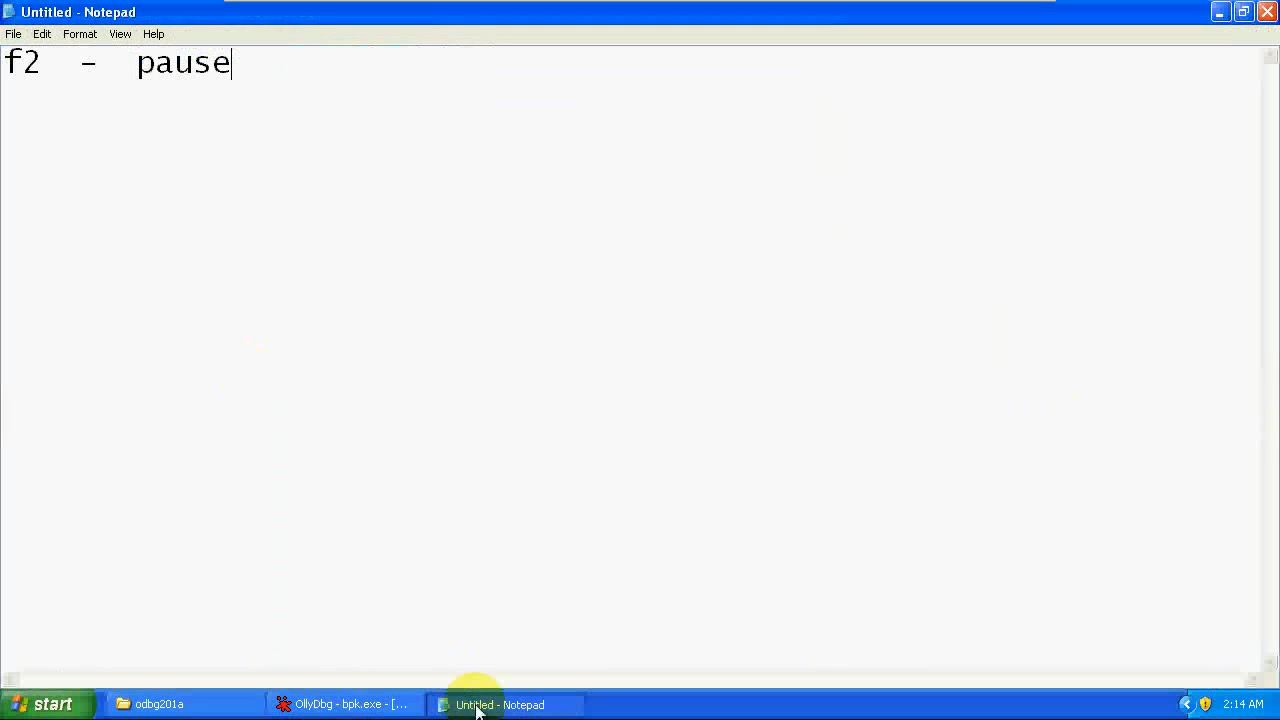 Untitled - Notepad
File Edit Format View Help
f2 - pause
start
odbg201a
OllyDbg - bpk.exe - [...
Untitled - Notepad
2:14 AM